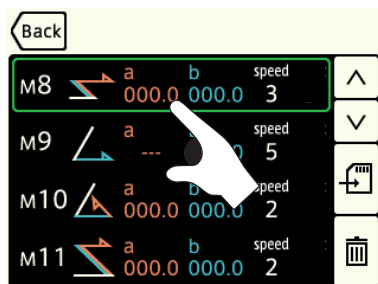 Back
M8 a 000.0 b 000.0 speed 3
M9 a --- 0 speed 5
M10 a 000.0 b 000.0 speed 2
M11 a 000.0 b 000.0 speed 2